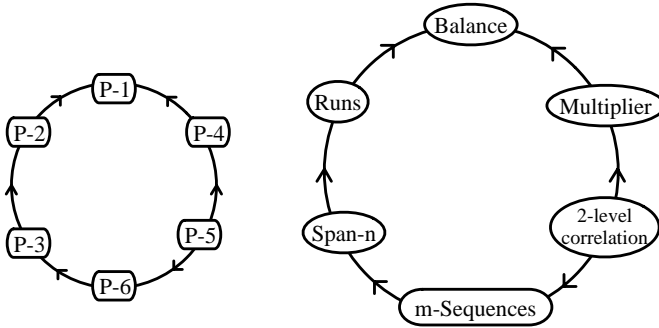 P-1
P-2
P-4
P-3
P-5
P-6
Balance
Runs
Multiplier
Span-n
2-level
correlation
m-Sequences